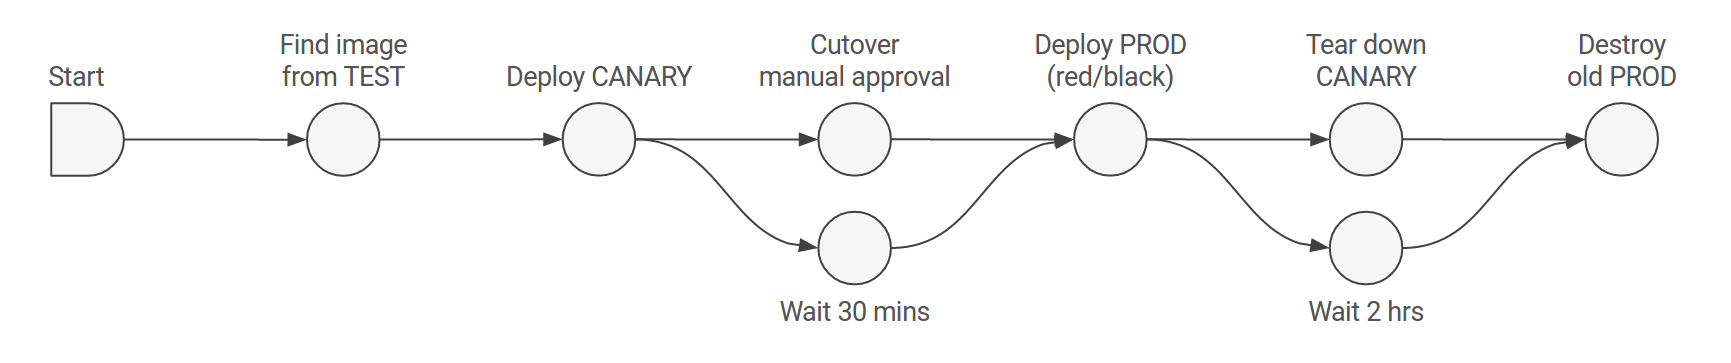 Start
Find image
from TEST
Deploy CANARY
Cutover
manual approval
Wait 30 mins
Deploy PROD
(red/black)
Tear down
CANARY
Wait 2 hrs
Destroy
old PROD